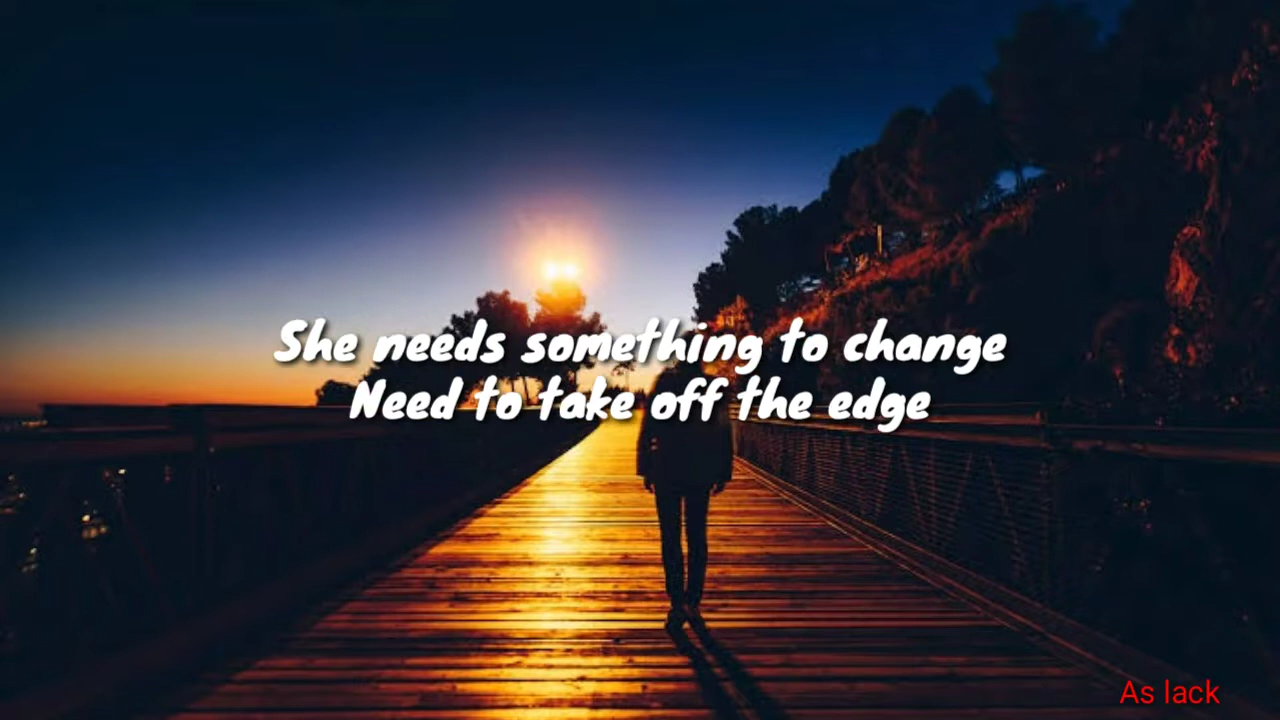 She needs something to change
Need to take off the edge
As lack